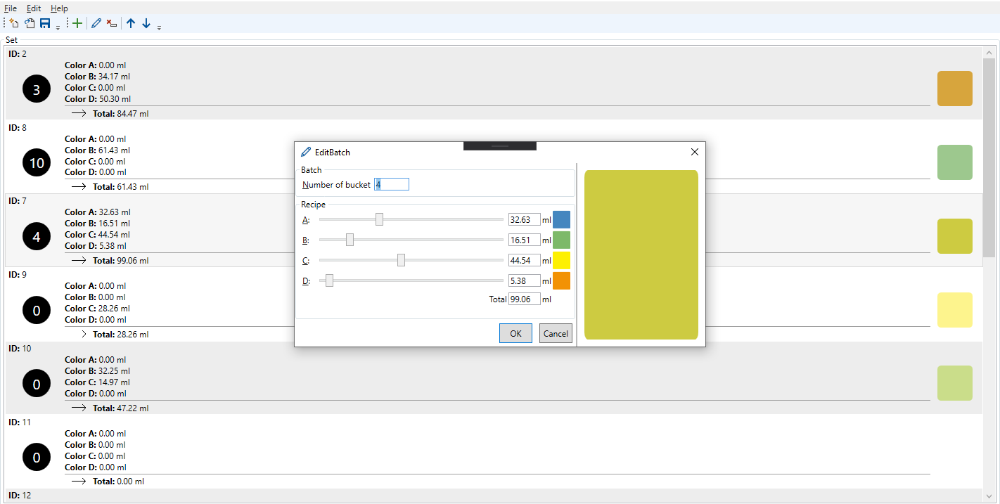 File Edit Help
Set
ID: 2
3
Color A: 0.00 ml
Color B: 34.17 ml
Color C: 0.00 ml
Color D: 50.30 ml
Total: 84.47 ml
ID: 8
10
Color A: 0.00 ml
Color B: 61.43 ml
Color C: 0.00 ml
Color D: 0.00 ml
Total: 61.43 ml
ID: 7
4
Color A: 32.63 ml
Color B: 16.51 ml
Color C: 44.54 ml
Color D: 5.38 ml
Total: 99.06 ml
ID: 9
0
Color A: 0.00 ml
Color B: 0.00 ml
Color C: 28.26 ml
Color D: 0.00 ml
Total: 28.26 ml
ID: 10
0
Color A: 0.00 ml
Color B: 32.25 ml
Color C: 14.97 ml
Color D: 0.00 ml
Total: 47.22 ml
ID: 11
0
Color A: 0.00 ml
Color B: 0.00 ml
Color C: 0.00 ml
Color D: 0.00 ml
Total: 0.00 ml
ID: 12
EditBatch
Batch
Number of bucket 4
Recipe
A: 32.63 ml
B: 16.51 ml
C: 44.54 ml
D: 5.38 ml
Total 99.06 ml
OK Cancel